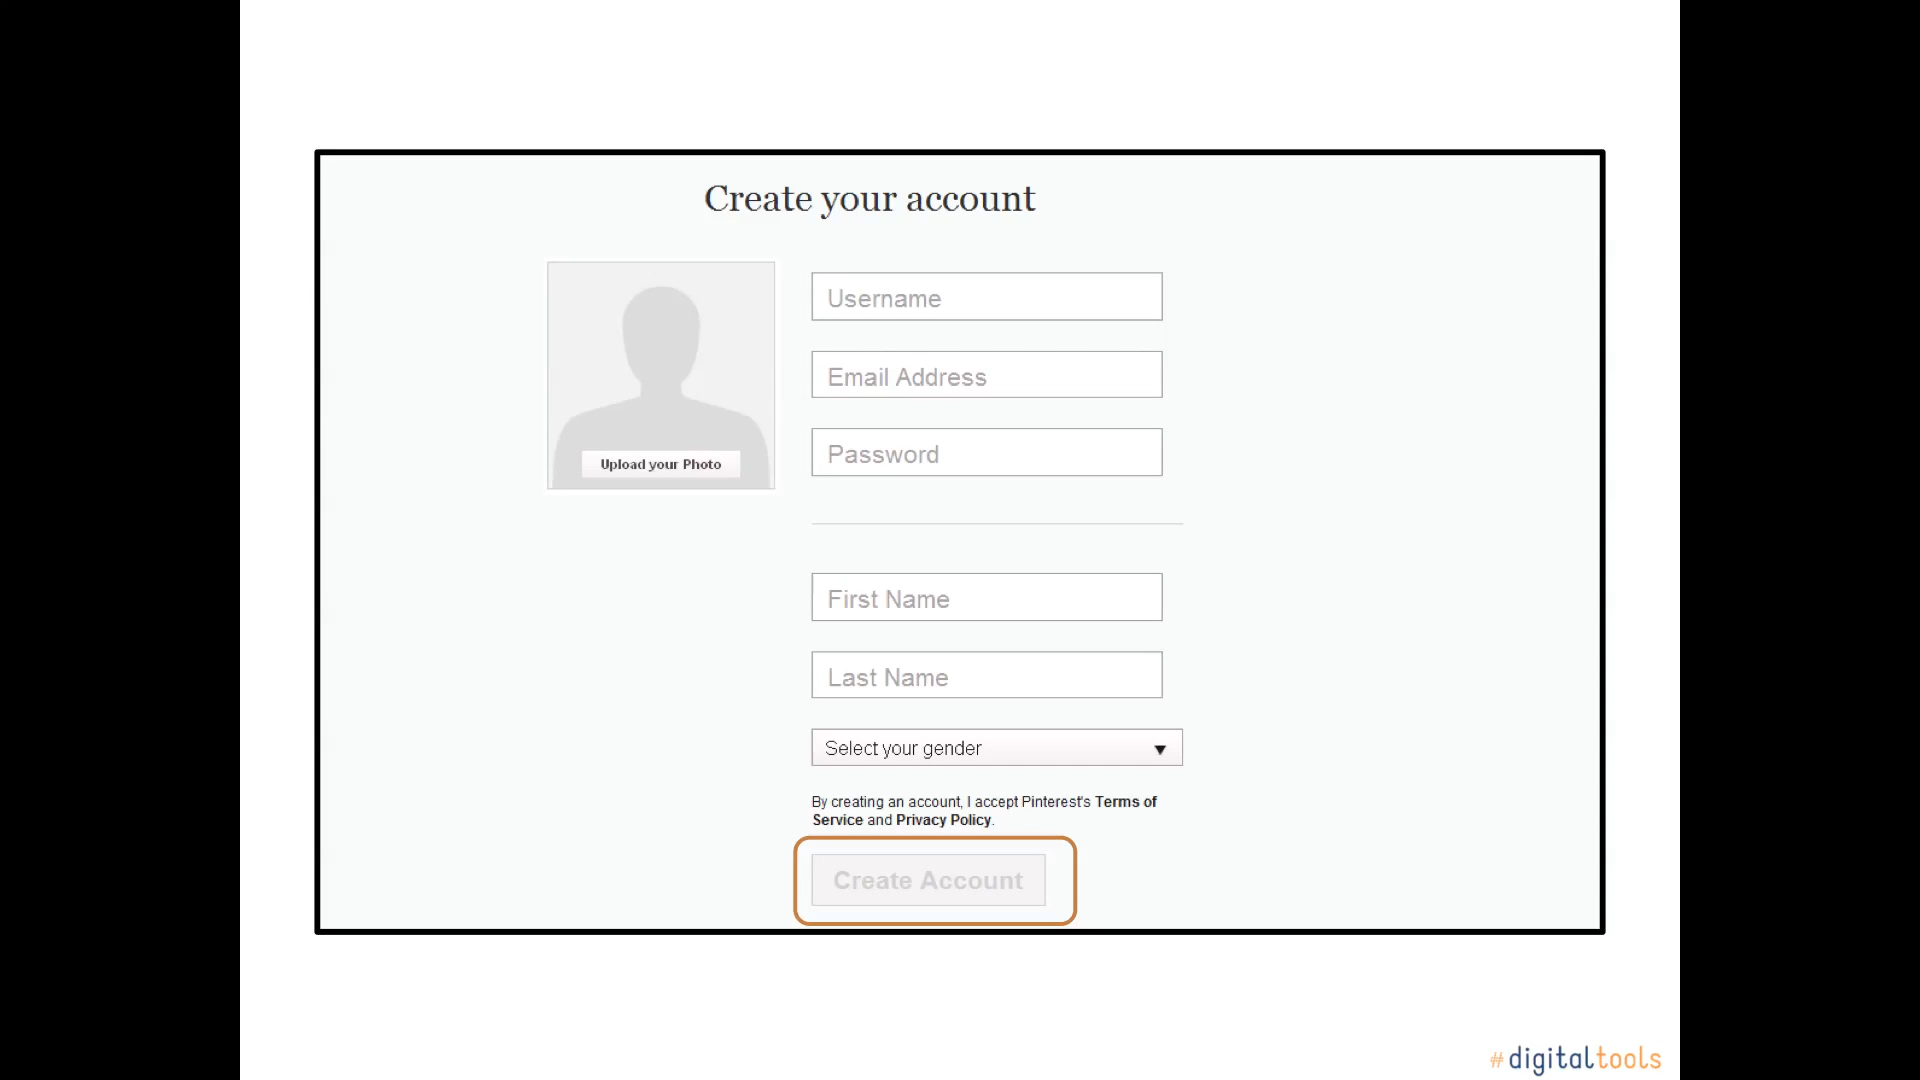 Create your account
Username
Email Address
Password
Upload your Photo
First Name
Last Name
Select your gender
By creating an account, I accept Pinterest's Terms of
Service and Privacy Policy.
Create Account
#digitaltools